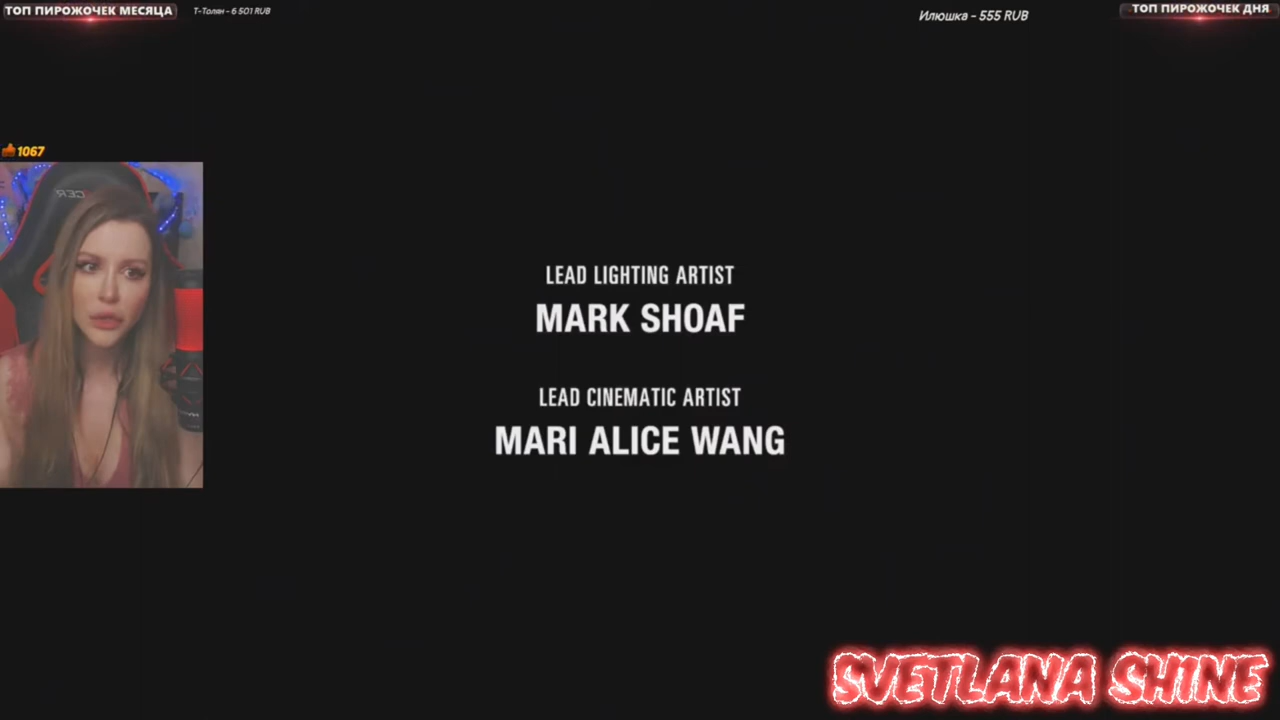 ТОП ПИРОЖОЧЕК МЕСЯЦА
Т-Толян - 6 501 RUB
Илюшка - 555 RUB
ТОП ПИРОЖОЧЕК ДНЯ
1067
LEAD LIGHTING ARTIST
MARK SHOAF
LEAD CINEMATIC ARTIST
MARI ALICE WANG
SVETLANA SHINE